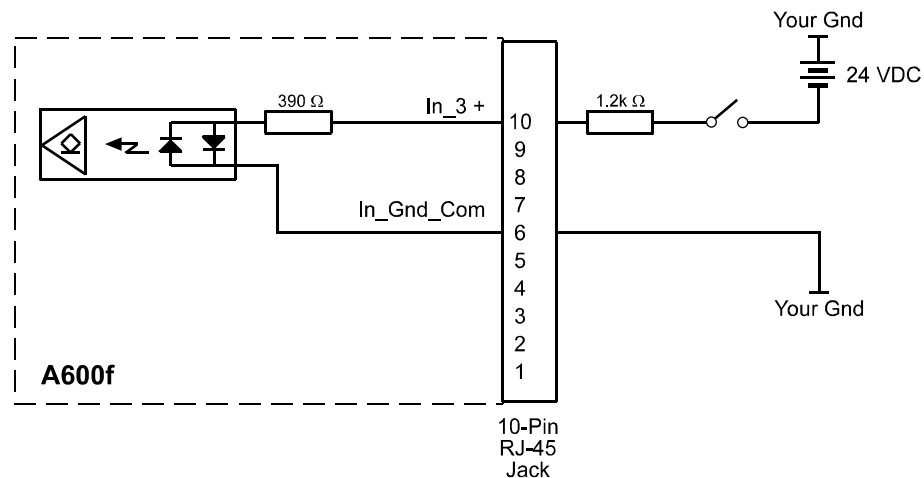 Your Gnd
24 VDC
390 Ω
In_3 +
1.2k Ω
10
9
8
7
In_Gnd_Com
6
5
4
3
Your Gnd
2
1
A600f
10-Pin
RJ-45
Jack